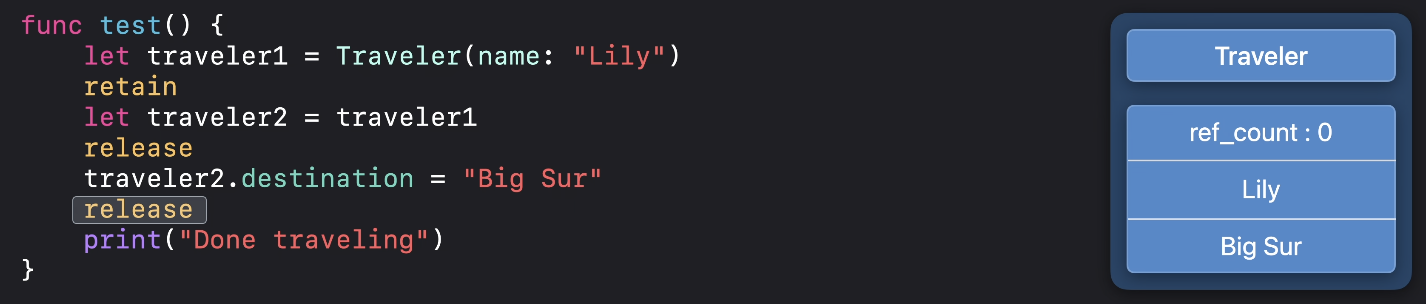 func test() {
    let traveler1 = Traveler(name: "Lily")
    retain
    let traveler2 = traveler1
    release
    traveler2.destination = "Big Sur"
    release
    print("Done traveling")
}
Traveler
ref_count : 0
Lily
Big Sur